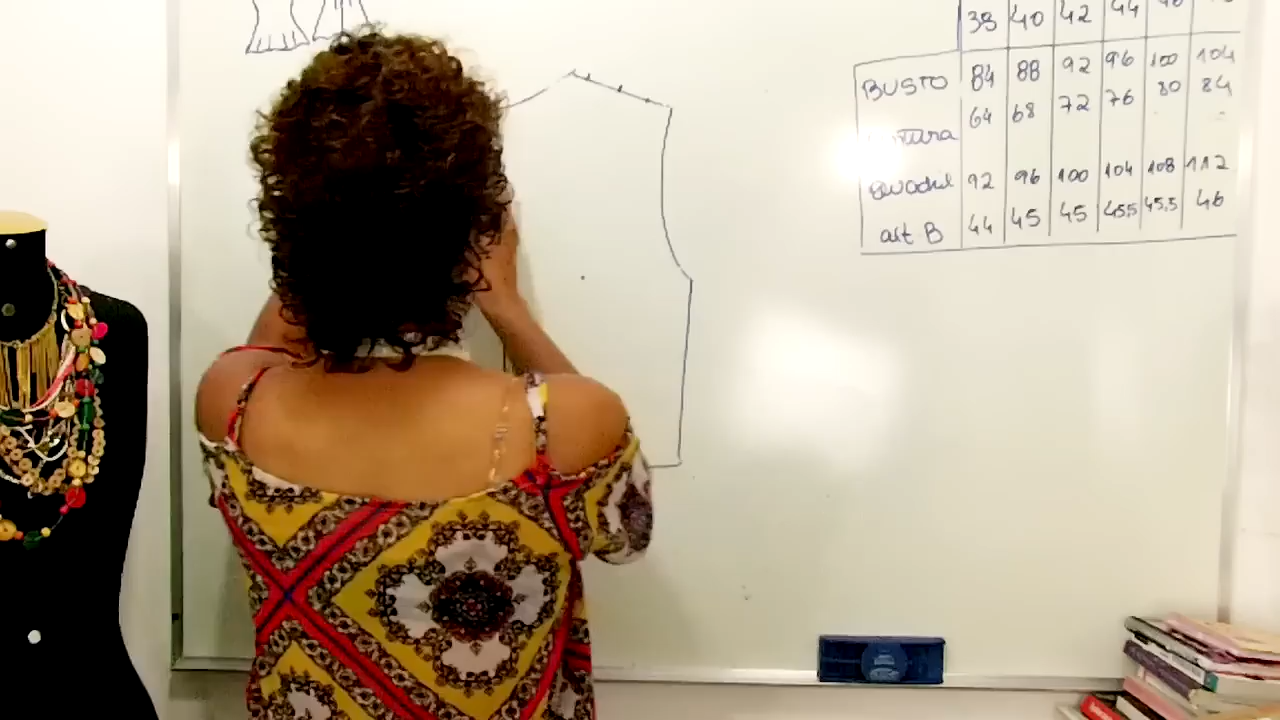 38 40 42 44
BUSTO 84 88 92 96 100 104
64 68 72 76 80 84
92 96 100 104 108 112
alt B 44 45 45 45,5 45,5 46